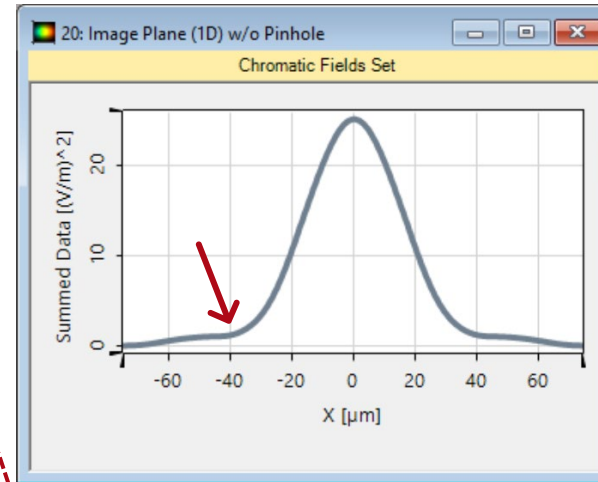 20: Image Plane (1D) w/o Pinhole
Chromatic Fields Set
Summed Data [(V/m)^2]
20
10
0
-60 -40 -20 0 20 40 60
X [µm]